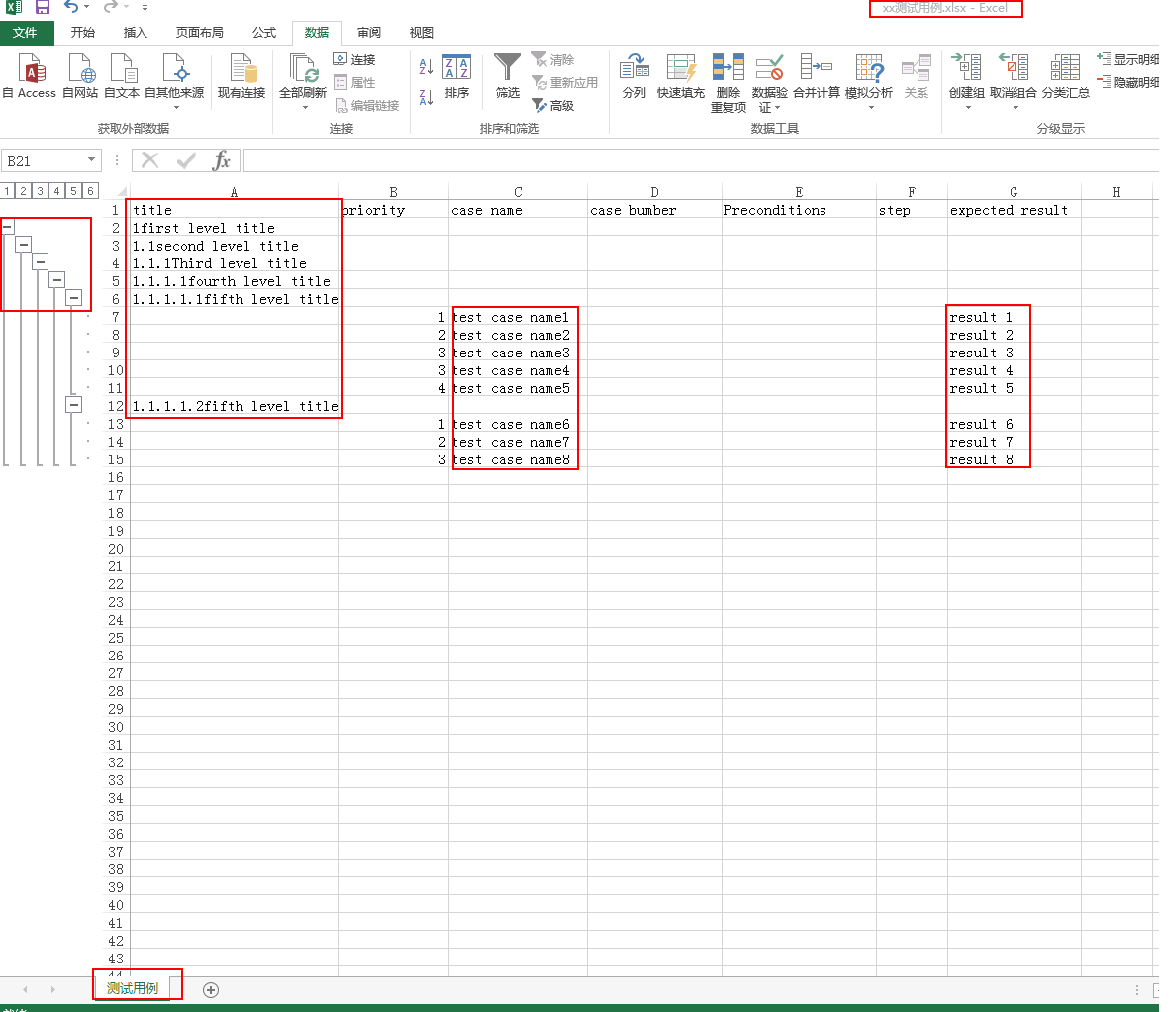 xx测试用例.xlsx - Excel
文件 开始 插入 页面布局 公式 数据 审阅 视图
自 Access 自网站 自文本 自其他来源 现有连接 全部刷新 连接 属性 编辑链接 排序 筛选 清除 重新应用 高级 分列 快速填充 删除重复项 数据验证 合并计算 模拟分析 关系 创建组 取消组合 分类汇总 显示明细 隐藏明细
获取外部数据 连接 排序和筛选 数据工具 分级显示
B21 fx
1 2 3 4 5 6 A B C D E F G H
1 title priority case name case bumber Preconditions step expected result
2 1first level title
3 1.1second level title
4 1.1.1Third level title
5 1.1.1.1fourth level title
6 1.1.1.1.1fifth level title
7 1 test case name1 result 1
8 2 test case name2 result 2
9 3 test case name3 result 3
10 3 test case name4 result 4
11 4 test case name5 result 5
12 1.1.1.1.2fifth level title
13 1 test case name6 result 6
14 2 test case name7 result 7
15 3 test case name8 result 8
16
17
18
19
20
21
22
23
24
25
26
27
28
29
30
31
32
33
34
35
36
37
38
39
40
41
42
43
44
测试用例